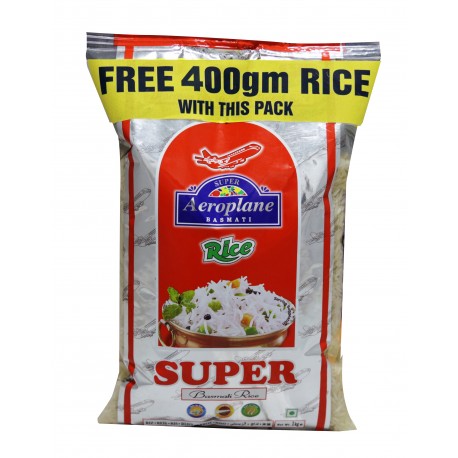 FREE 400gm RICE
WITH THIS PACK
SUPER
Aeroplane
BASMATI
Rice
SUPER
Basmati Rice